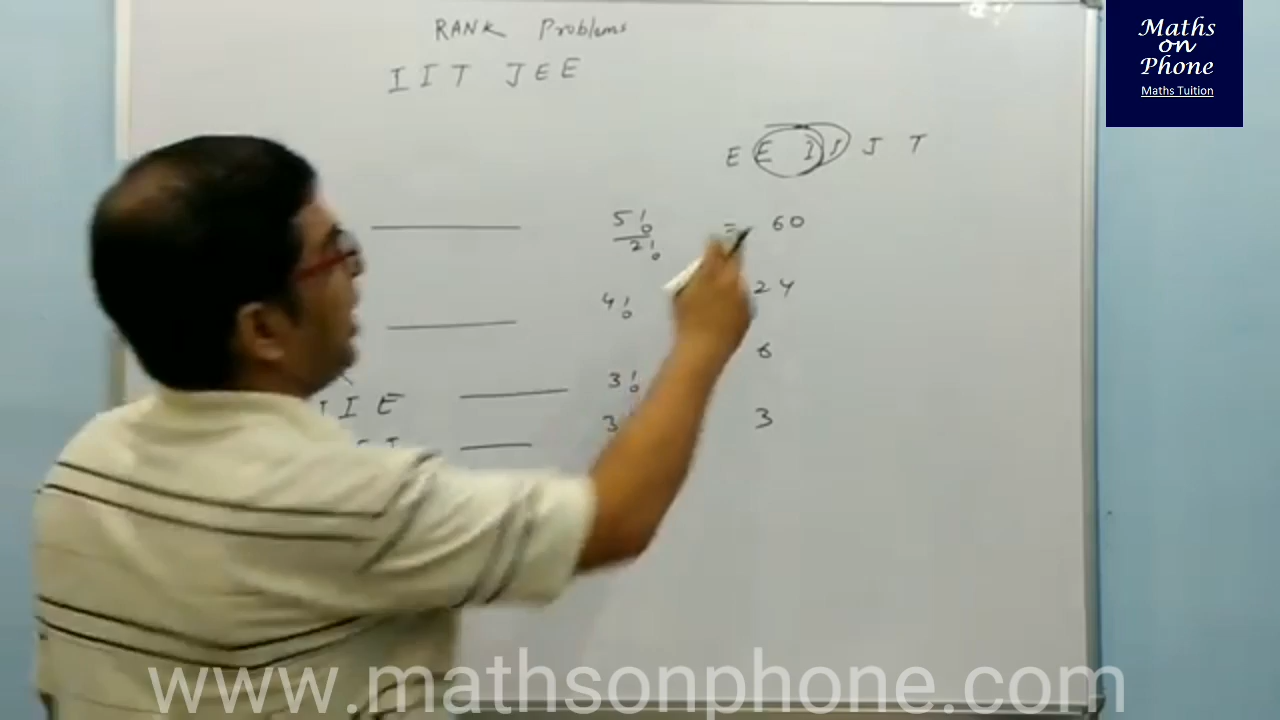 RANK Problems
IIT JEE
Maths
on
Phone
Maths Tuition
E E I I J T
5! / 2! = 60
4! 24
3! 6
I I E 3 3
www.mathsonphone.com